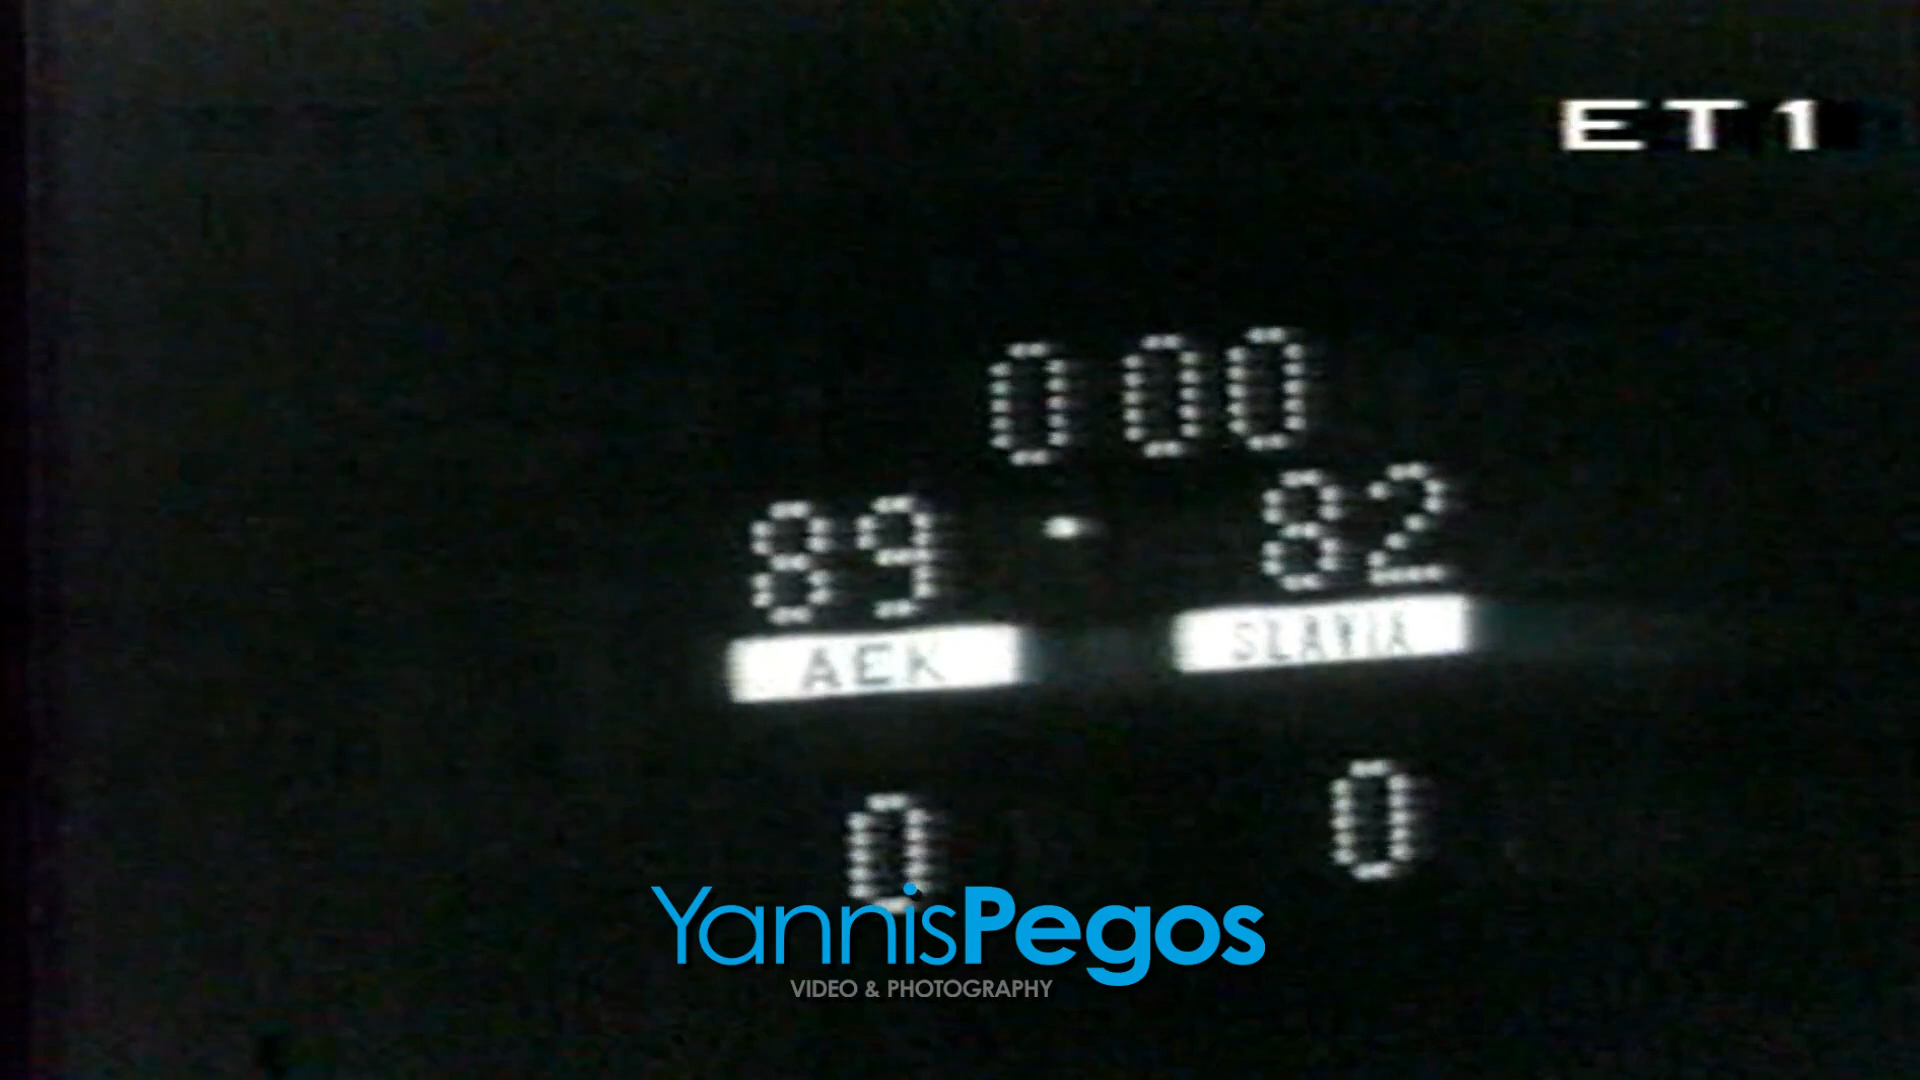 ET1
0 00
89 - 82
AEK SLAVIA
0 0
YannisPegos
VIDEO & PHOTOGRAPHY